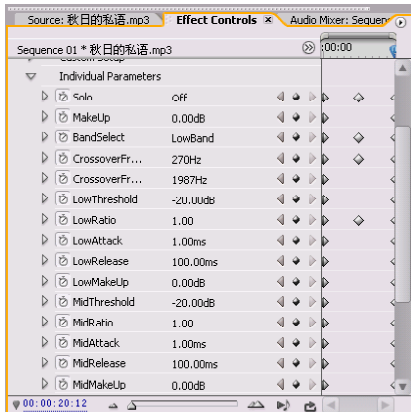 Source: 秋日的私语.mp3 Effect Controls × Audio Mixer: Sequenc
Sequence 01 * 秋日的私语.mp3 :00:00
Custom Setup
Individual Parameters
Solo Off
MakeUp 0.00dB
BandSelect LowBand
CrossoverFr... 270Hz
CrossoverFr... 1987Hz
LowThreshold -20.00dB
LowRatio 1.00
LowAttack 1.00ms
LowRelease 100.00ms
LowMakeUp 0.00dB
MidThreshold -20.00dB
MidRatio 1.00
MidAttack 1.00ms
MidRelease 100.00ms
MidMakeUp 0.00dB
00:00:20:12